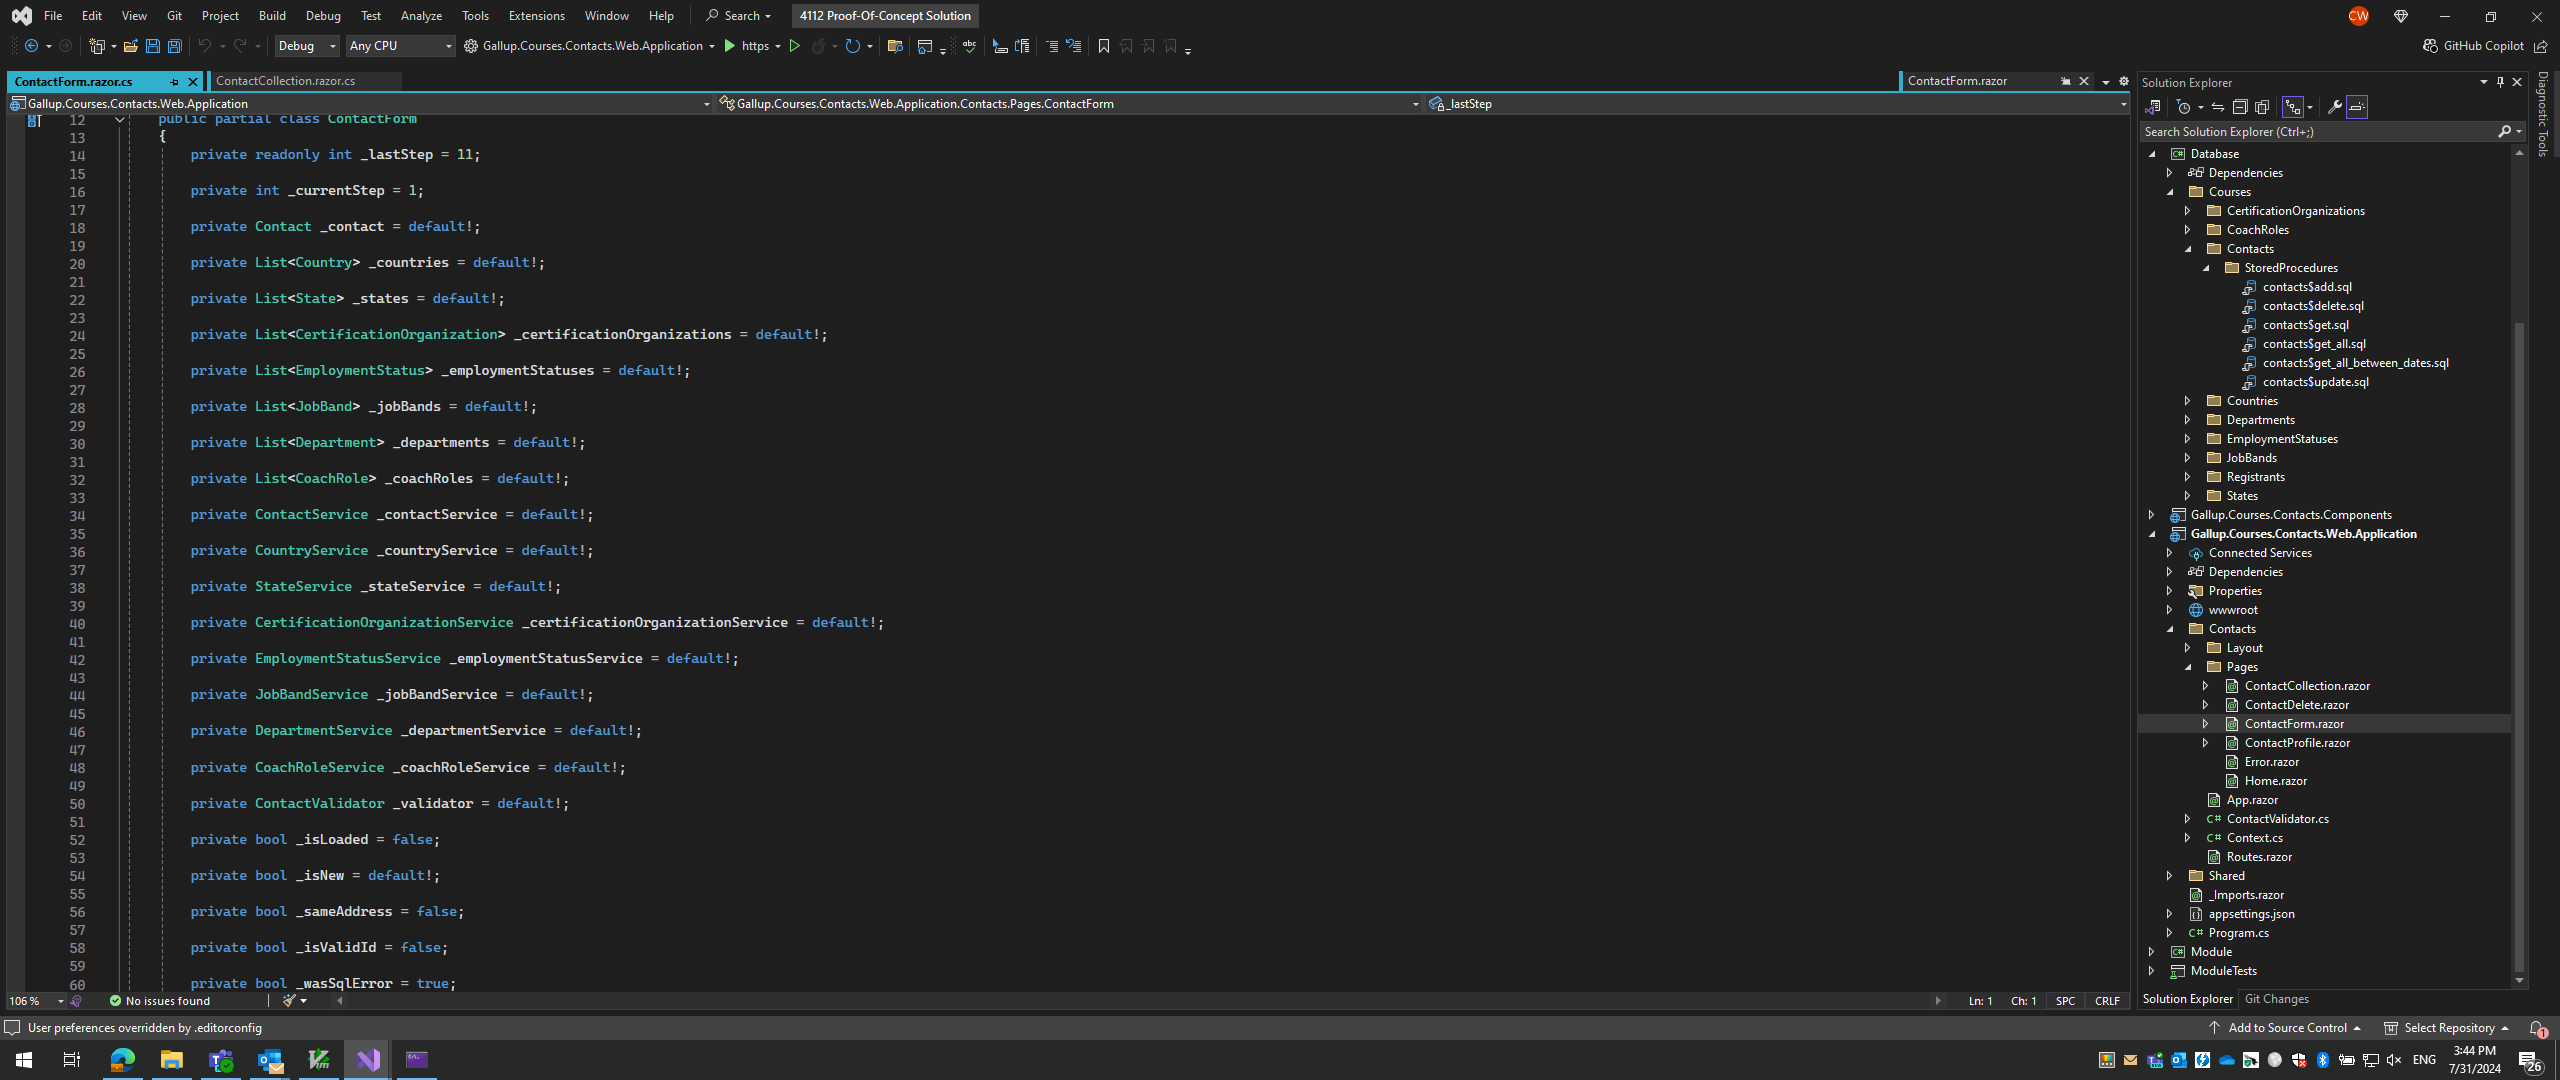 File Edit View Git Project Build Debug Test Analyze Tools Extensions Window Help Search 4112 Proof-Of-Concept Solution CW
Debug Any CPU Gallup.Courses.Contacts.Web.Application https GitHub Copilot
ContactForm.razor.cs ContactCollection.razor.cs ContactForm.razor
Gallup.Courses.Contacts.Web.Application Gallup.Courses.Contacts.Web.Application.Contacts.Pages.ContactForm _lastStep
12 public partial class ContactForm
13 {
14 private readonly int _lastStep = 11;
15
16 private int _currentStep = 1;
17
18 private Contact _contact = default!;
19
20 private List<Country> _countries = default!;
21
22 private List<State> _states = default!;
23
24 private List<CertificationOrganization> _certificationOrganizations = default!;
25
26 private List<EmploymentStatus> _employmentStatuses = default!;
27
28 private List<JobBand> _jobBands = default!;
29
30 private List<Department> _departments = default!;
31
32 private List<CoachRole> _coachRoles = default!;
33
34 private ContactService _contactService = default!;
35
36 private CountryService _countryService = default!;
37
38 private StateService _stateService = default!;
39
40 private CertificationOrganizationService _certificationOrganizationService = default!;
41
42 private EmploymentStatusService _employmentStatusService = default!;
43
44 private JobBandService _jobBandService = default!;
45
46 private DepartmentService _departmentService = default!;
47
48 private CoachRoleService _coachRoleService = default!;
49
50 private ContactValidator _validator = default!;
51
52 private bool _isLoaded = false;
53
54 private bool _isNew = default!;
55
56 private bool _sameAddress = false;
57
58 private bool _isValidId = false;
59
60 private bool _wasSqlError = true;
106 % No issues found Ln: 1 Ch: 1 SPC CRLF
Solution Explorer
Search Solution Explorer (Ctrl+;)
Database
Dependencies
Courses
CertificationOrganizations
CoachRoles
Contacts
StoredProcedures
contacts$add.sql
contacts$delete.sql
contacts$get.sql
contacts$get_all.sql
contacts$get_all_between_dates.sql
contacts$update.sql
Countries
Departments
EmploymentStatuses
JobBands
Registrants
States
Gallup.Courses.Contacts.Components
Gallup.Courses.Contacts.Web.Application
Connected Services
Dependencies
Properties
wwwroot
Contacts
Layout
Pages
ContactCollection.razor
ContactDelete.razor
ContactForm.razor
ContactProfile.razor
Error.razor
Home.razor
App.razor
C# ContactValidator.cs
C# Context.cs
Routes.razor
Shared
_Imports.razor
appsettings.json
C# Program.cs
Module
ModuleTests
Solution Explorer Git Changes
Diagnostic Tools
User preferences overridden by .editorconfig Add to Source Control Select Repository 1
ENG 3:44 PM
7/31/2024 26